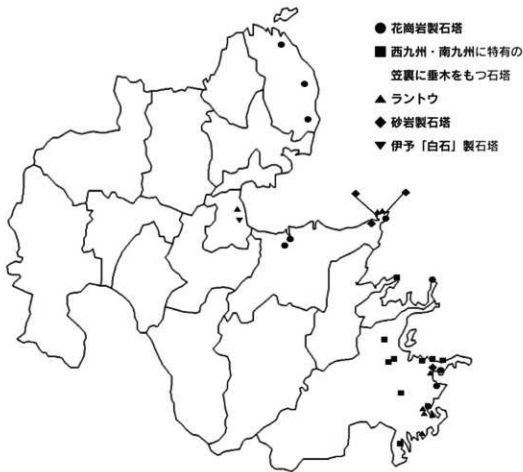 ● 花崗岩製石塔
■ 西九州・南九州に特有の
笠裏に垂木をもつ石塔
▲ ラントウ
◆ 砂岩製石塔
▼ 伊予「白石」製石塔